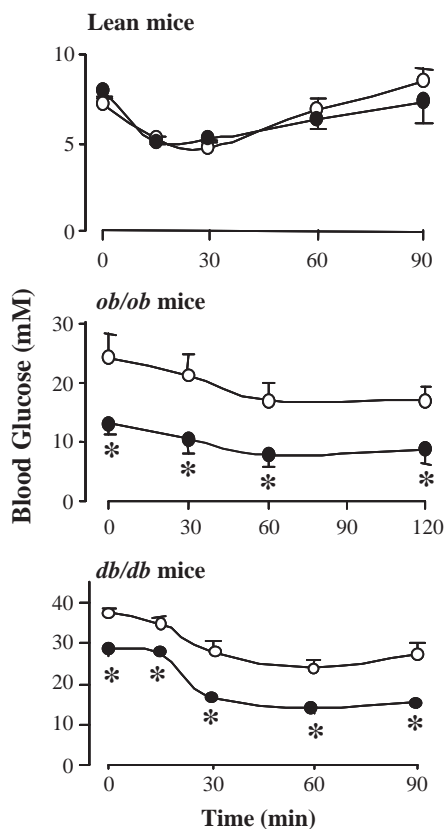 Lean mice
10
5
0
0 30 60 90
Blood Glucose (mM)
ob/ob mice
30
20
10
0
0 30 60 90 120
* * * *
db/db mice
40
30
20
10
0
* * * * *
0 30 60 90
Time (min)